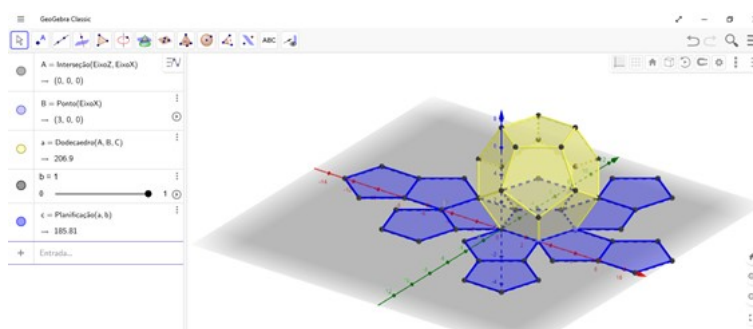 GeoGebra Classic
ABC
A = Interseção(EixoZ, EixoX)
→ (0, 0, 0)
B = Ponto(EixoX)
→ (3, 0, 0)
a = Dodecaedro(A, B, C)
→ 206.9
b = 1
0 1
c = Planificação(a, b)
→ 185.81
+ Entrada...